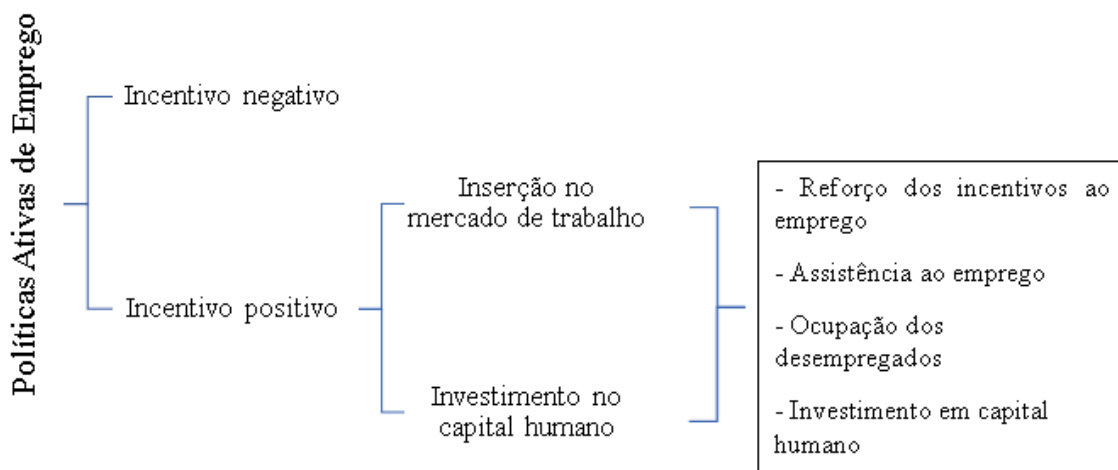 Políticas Ativas de Emprego
Incentivo negativo
Incentivo positivo
Inserção no
mercado de trabalho
Investimento no
capital humano
- Reforço dos incentivos ao
emprego
- Assistência ao emprego
- Ocupação dos
desempregados
- Investimento em capital
humano